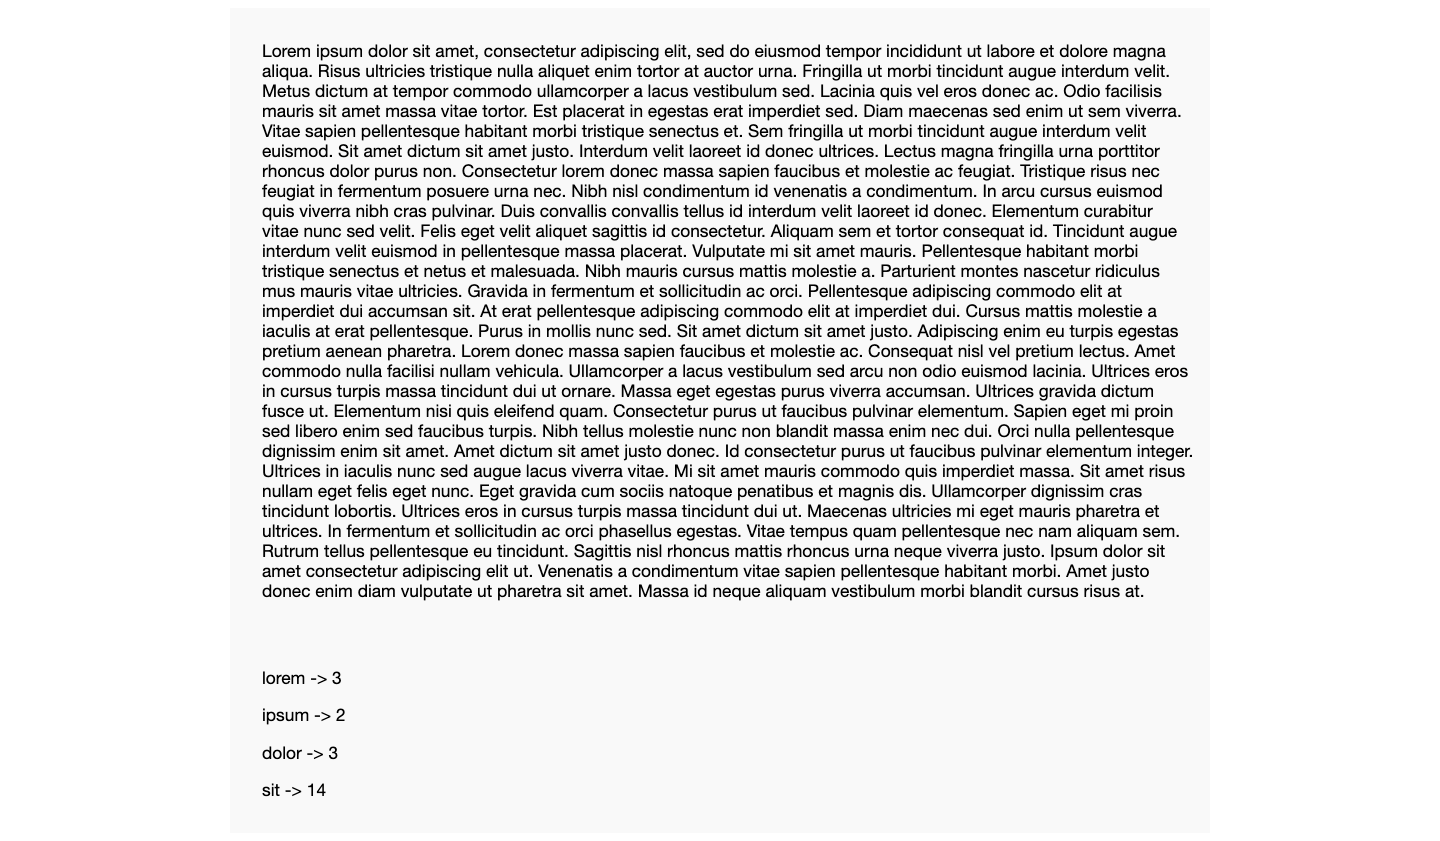 Lorem ipsum dolor sit amet, consectetur adipiscing elit, sed do eiusmod tempor incididunt ut labore et dolore magna
aliqua. Risus ultricies tristique nulla aliquet enim tortor at auctor urna. Fringilla ut morbi tincidunt augue interdum velit.
Metus dictum at tempor commodo ullamcorper a lacus vestibulum sed. Lacinia quis vel eros donec ac. Odio facilisis
mauris sit amet massa vitae tortor. Est placerat in egestas erat imperdiet sed. Diam maecenas sed enim ut sem viverra.
Vitae sapien pellentesque habitant morbi tristique senectus et. Sem fringilla ut morbi tincidunt augue interdum velit
euismod. Sit amet dictum sit amet justo. Interdum velit laoreet id donec ultrices. Lectus magna fringilla urna porttitor
rhoncus dolor purus non. Consectetur lorem donec massa sapien faucibus et molestie ac feugiat. Tristique risus nec
feugiat in fermentum posuere urna nec. Nibh nisl condimentum id venenatis a condimentum. In arcu cursus euismod
quis viverra nibh cras pulvinar. Duis convallis convallis tellus id interdum velit laoreet id donec. Elementum curabitur
vitae nunc sed velit. Felis eget velit aliquet sagittis id consectetur. Aliquam sem et tortor consequat id. Tincidunt augue
interdum velit euismod in pellentesque massa placerat. Vulputate mi sit amet mauris. Pellentesque habitant morbi
tristique senectus et netus et malesuada. Nibh mauris cursus mattis molestie a. Parturient montes nascetur ridiculus
mus mauris vitae ultricies. Gravida in fermentum et sollicitudin ac orci. Pellentesque adipiscing commodo elit at
imperdiet dui accumsan sit. At erat pellentesque adipiscing commodo elit at imperdiet dui. Cursus mattis molestie a
iaculis at erat pellentesque. Purus in mollis nunc sed. Sit amet dictum sit amet justo. Adipiscing enim eu turpis egestas
pretium aenean pharetra. Lorem donec massa sapien faucibus et molestie ac. Consequat nisl vel pretium lectus. Amet
commodo nulla facilisi nullam vehicula. Ullamcorper a lacus vestibulum sed arcu non odio euismod lacinia. Ultrices eros
in cursus turpis massa tincidunt dui ut ornare. Massa eget egestas purus viverra accumsan. Ultrices gravida dictum
fusce ut. Elementum nisi quis eleifend quam. Consectetur purus ut faucibus pulvinar elementum. Sapien eget mi proin
sed libero enim sed faucibus turpis. Nibh tellus molestie nunc non blandit massa enim nec dui. Orci nulla pellentesque
dignissim enim sit amet. Amet dictum sit amet justo donec. Id consectetur purus ut faucibus pulvinar elementum integer.
Ultrices in iaculis nunc sed augue lacus viverra vitae. Mi sit amet mauris commodo quis imperdiet massa. Sit amet risus
nullam eget felis eget nunc. Eget gravida cum sociis natoque penatibus et magnis dis. Ullamcorper dignissim cras
tincidunt lobortis. Ultrices eros in cursus turpis massa tincidunt dui ut. Maecenas ultricies mi eget mauris pharetra et
ultrices. In fermentum et sollicitudin ac orci phasellus egestas. Vitae tempus quam pellentesque nec nam aliquam sem.
Rutrum tellus pellentesque eu tincidunt. Sagittis nisl rhoncus mattis rhoncus urna neque viverra justo. Ipsum dolor sit
amet consectetur adipiscing elit ut. Venenatis a condimentum vitae sapien pellentesque habitant morbi. Amet justo
donec enim diam vulputate ut pharetra sit amet. Massa id neque aliquam vestibulum morbi blandit cursus risus at.
lorem -> 3
ipsum -> 2
dolor -> 3
sit -> 14